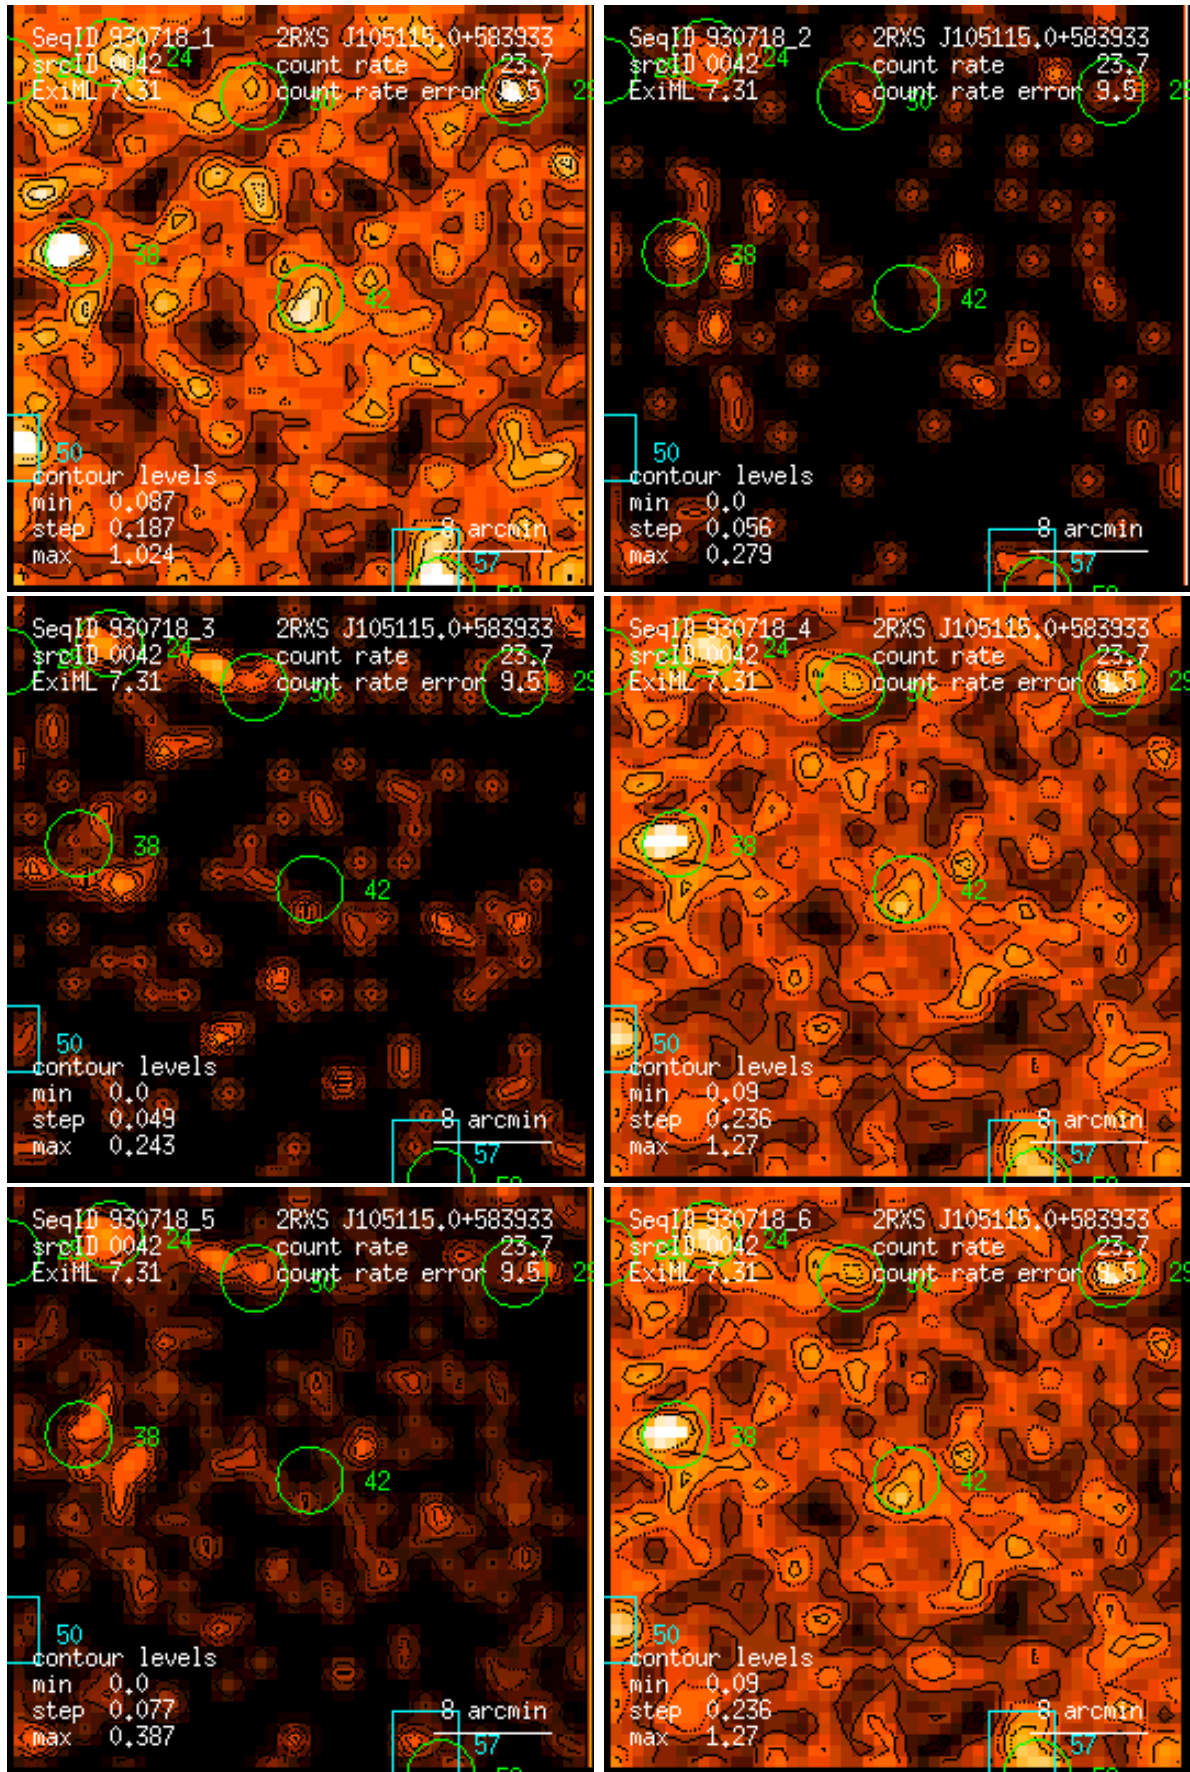 SeqID 930718_1 2RXS J105115.0+583933
srcID 0042 24 count rate 23.7
ExiML 7.31 30 count rate error 9.5 29
38
42
50
contour levels
min 0.087
step 0.187 8 arcmin
max 1.024 57
SeqID 930718_2 2RXS J105115.0+583933
srcID 0042 24 count rate 23.7
ExiML 7.31 30 count rate error 9.5 29
38
42
50
contour levels
min 0.0
step 0.056 8 arcmin
max 0.279 57
SeqID 930718_3 2RXS J105115.0+583933
srcID 0042 24 count rate 23.7
ExiML 7.31 30 count rate error 9.5 29
38
42
50
contour levels
min 0.0
step 0.049 8 arcmin
max 0.243 57
SeqID 930718_4 2RXS J105115.0+583933
srcID 0042 24 count rate 23.7
ExiML 7.31 30 count rate error 9.5 29
38
42
50
contour levels
min 0.09
step 0.236 8 arcmin
max 1.27 57
SeqID 930718_5 2RXS J105115.0+583933
srcID 0042 24 count rate 23.7
ExiML 7.31 30 count rate error 9.5 29
38
42
50
contour levels
min 0.0
step 0.077 8 arcmin
max 0.387 57
SeqID 930718_6 2RXS J105115.0+583933
srcID 0042 24 count rate 23.7
ExiML 7.31 30 count rate error 9.5 29
38
42
50
contour levels
min 0.09
step 0.236 8 arcmin
max 1.27 57